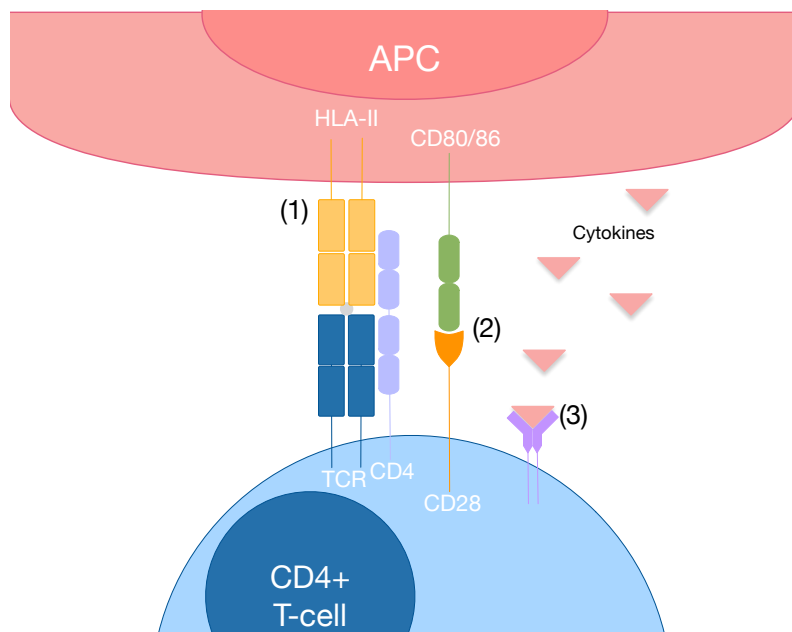 APC
HLA-II
CD80/86
(1)
Cytokines
(2)
(3)
TCR
CD4
CD28
CD4+
T-cell